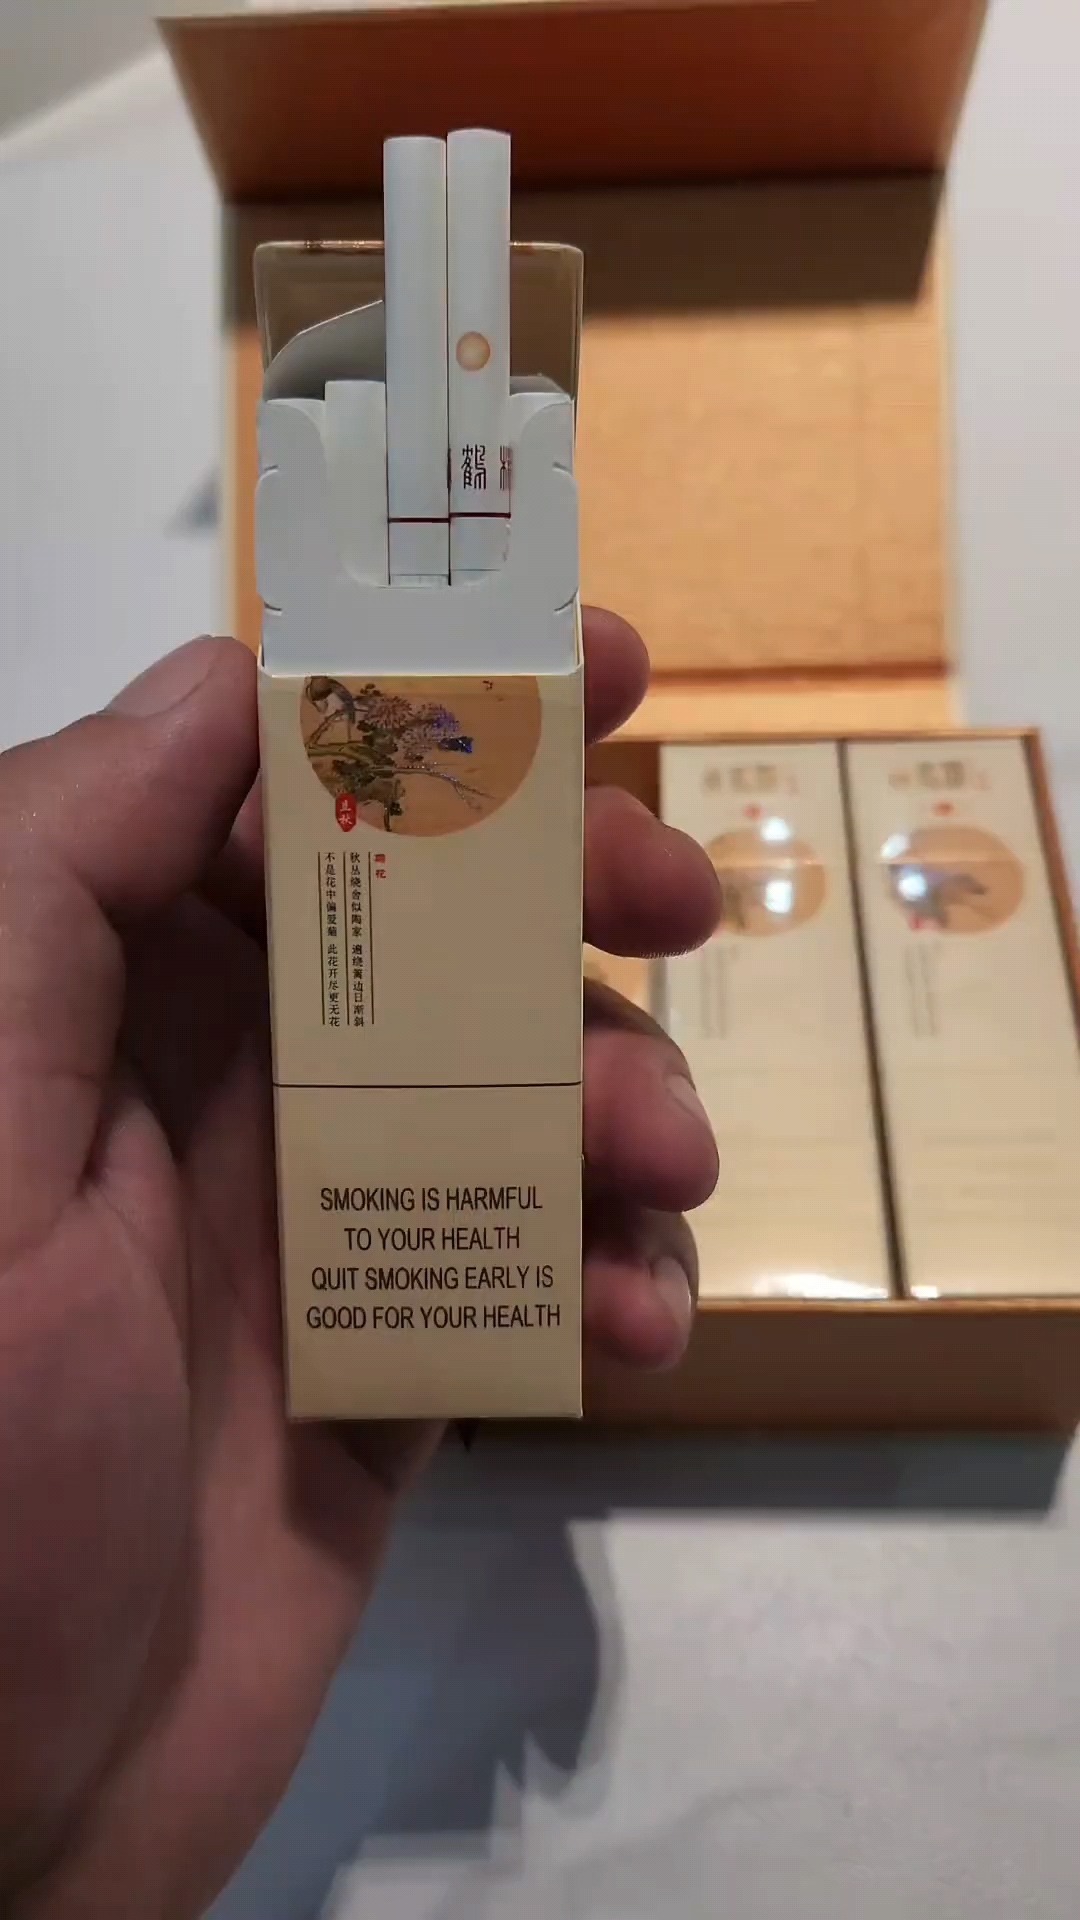 鹤
立秋
菊花
秋丛绕舍似陶家 遍绕篱边日渐斜
不是花中偏爱菊 此花开尽更无花
SMOKING IS HARMFUL
TO YOUR HEALTH
QUIT SMOKING EARLY IS
GOOD FOR YOUR HEALTH